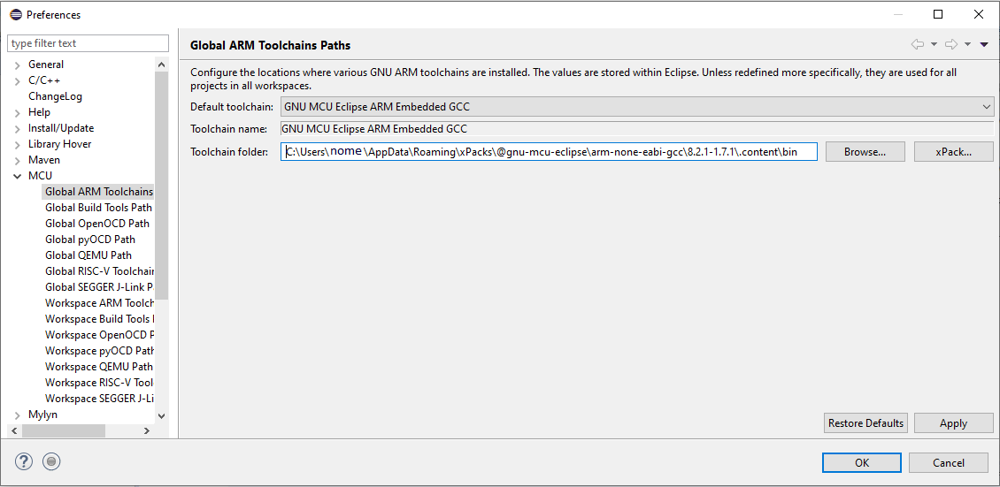 Preferences
type filter text
General
C/C++
ChangeLog
Help
Install/Update
Library Hover
Maven
MCU
Global ARM Toolchains
Global Build Tools Path
Global OpenOCD Path
Global pyOCD Path
Global QEMU Path
Global RISC-V Toolchain
Global SEGGER J-Link P
Workspace ARM Toolch
Workspace Build Tools
Workspace OpenOCD P
Workspace pyOCD Path
Workspace QEMU Path
Workspace RISC-V Tool
Workspace SEGGER J-Li
Mylyn
Global ARM Toolchains Paths
Configure the locations where various GNU ARM toolchains are installed. The values are stored within Eclipse. Unless redefined more specifically, they are used for all
projects in all workspaces.
Default toolchain: GNU MCU Eclipse ARM Embedded GCC
Toolchain name: GNU MCU Eclipse ARM Embedded GCC
Toolchain folder: C:\Users\nome\AppData\Roaming\xPacks\@gnu-mcu-eclipse\arm-none-eabi-gcc\8.2.1-1.7.1\.content\bin Browse... xPack...
Restore Defaults Apply
OK Cancel